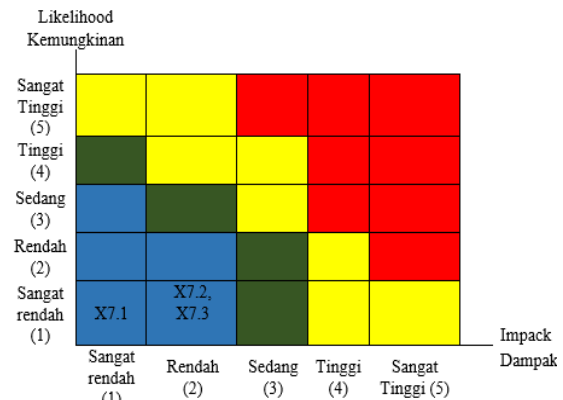 Likelihood
Kemungkinan
Sangat
Tinggi
(5)
Tinggi
(4)
Sedang
(3)
Rendah
(2)
Sangat
rendah
(1)
X7.1
X7.2,
X7.3
Impack
Dampak
Sangat
rendah
(1)
Rendah
(2)
Sedang
(3)
Tinggi
(4)
Sangat
Tinggi (5)